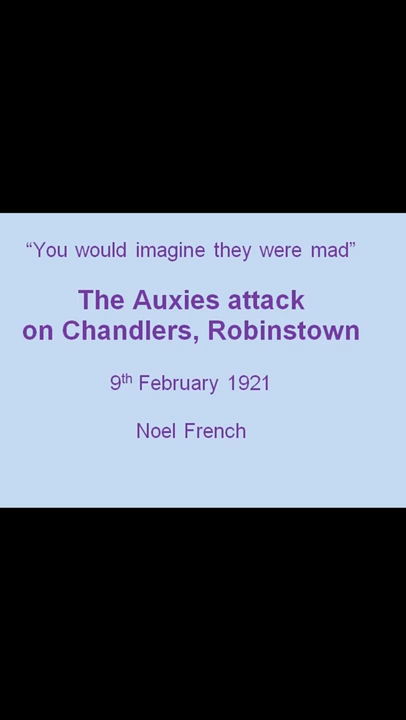 “You would imagine they were mad”
The Auxies attack
on Chandlers, Robinstown
9th February 1921
Noel French